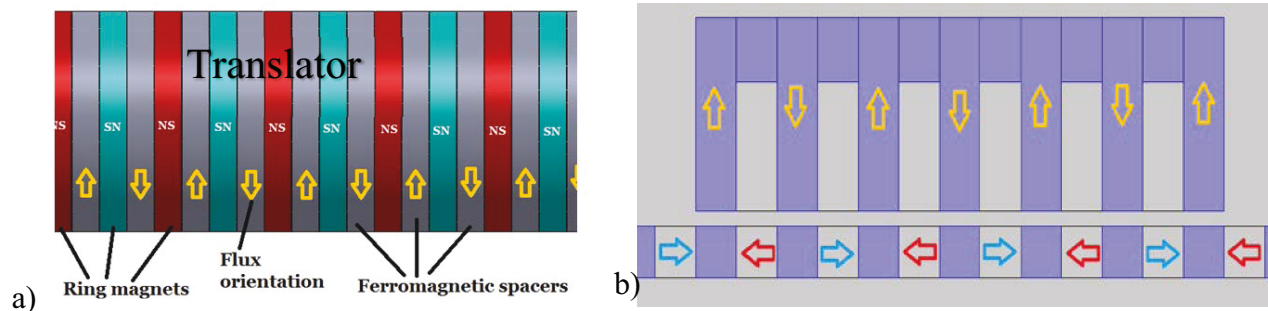 Translator
NS SN NS SN NS SN NS SN NS SN
Flux
orientation
Ring magnets
Ferromagnetic spacers
a)
b)